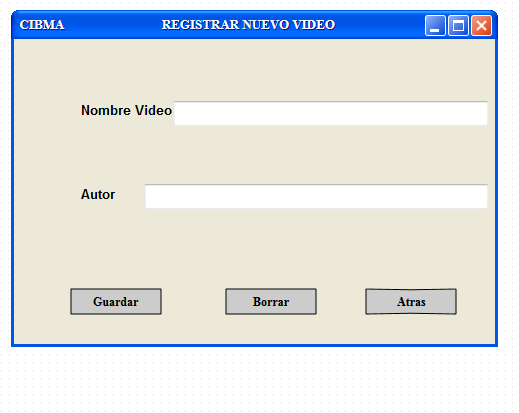 CIBMA REGISTRAR NUEVO VIDEO
Nombre Video
Autor
Guardar Borrar Atras